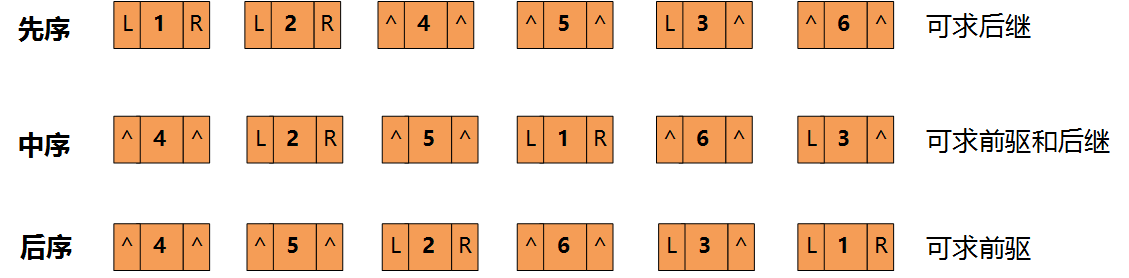 先序 L 1 R L 2 R ^ 4 ^ ^ 5 ^ L 3 ^ ^ 6 ^ 可求后继
中序 ^ 4 ^ L 2 R ^ 5 ^ L 1 R ^ 6 ^ L 3 ^ 可求前驱和后继
后序 ^ 4 ^ ^ 5 ^ L 2 R ^ 6 ^ L 3 ^ L 1 R 可求前驱